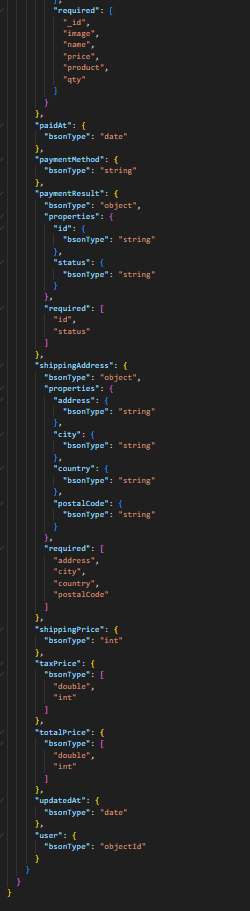 },
"required": [
"_id",
"image",
"name",
"price",
"product",
"qty"
]
}
},
"paidAt": {
"bsonType": "date"
},
"paymentMethod": {
"bsonType": "string"
},
"paymentResult": {
"bsonType": "object",
"properties": {
"id": {
"bsonType": "string"
},
"status": {
"bsonType": "string"
}
},
"required": [
"id",
"status"
]
},
"shippingAddress": {
"bsonType": "object",
"properties": {
"address": {
"bsonType": "string"
},
"city": {
"bsonType": "string"
},
"country": {
"bsonType": "string"
},
"postalCode": {
"bsonType": "string"
}
},
"required": [
"address",
"city",
"country",
"postalCode"
]
},
"shippingPrice": {
"bsonType": "int"
},
"taxPrice": {
"bsonType": [
"double",
"int"
]
},
"totalPrice": {
"bsonType": [
"double",
"int"
]
},
"updatedAt": {
"bsonType": "date"
},
"user": {
"bsonType": "objectId"
}
}
}
}